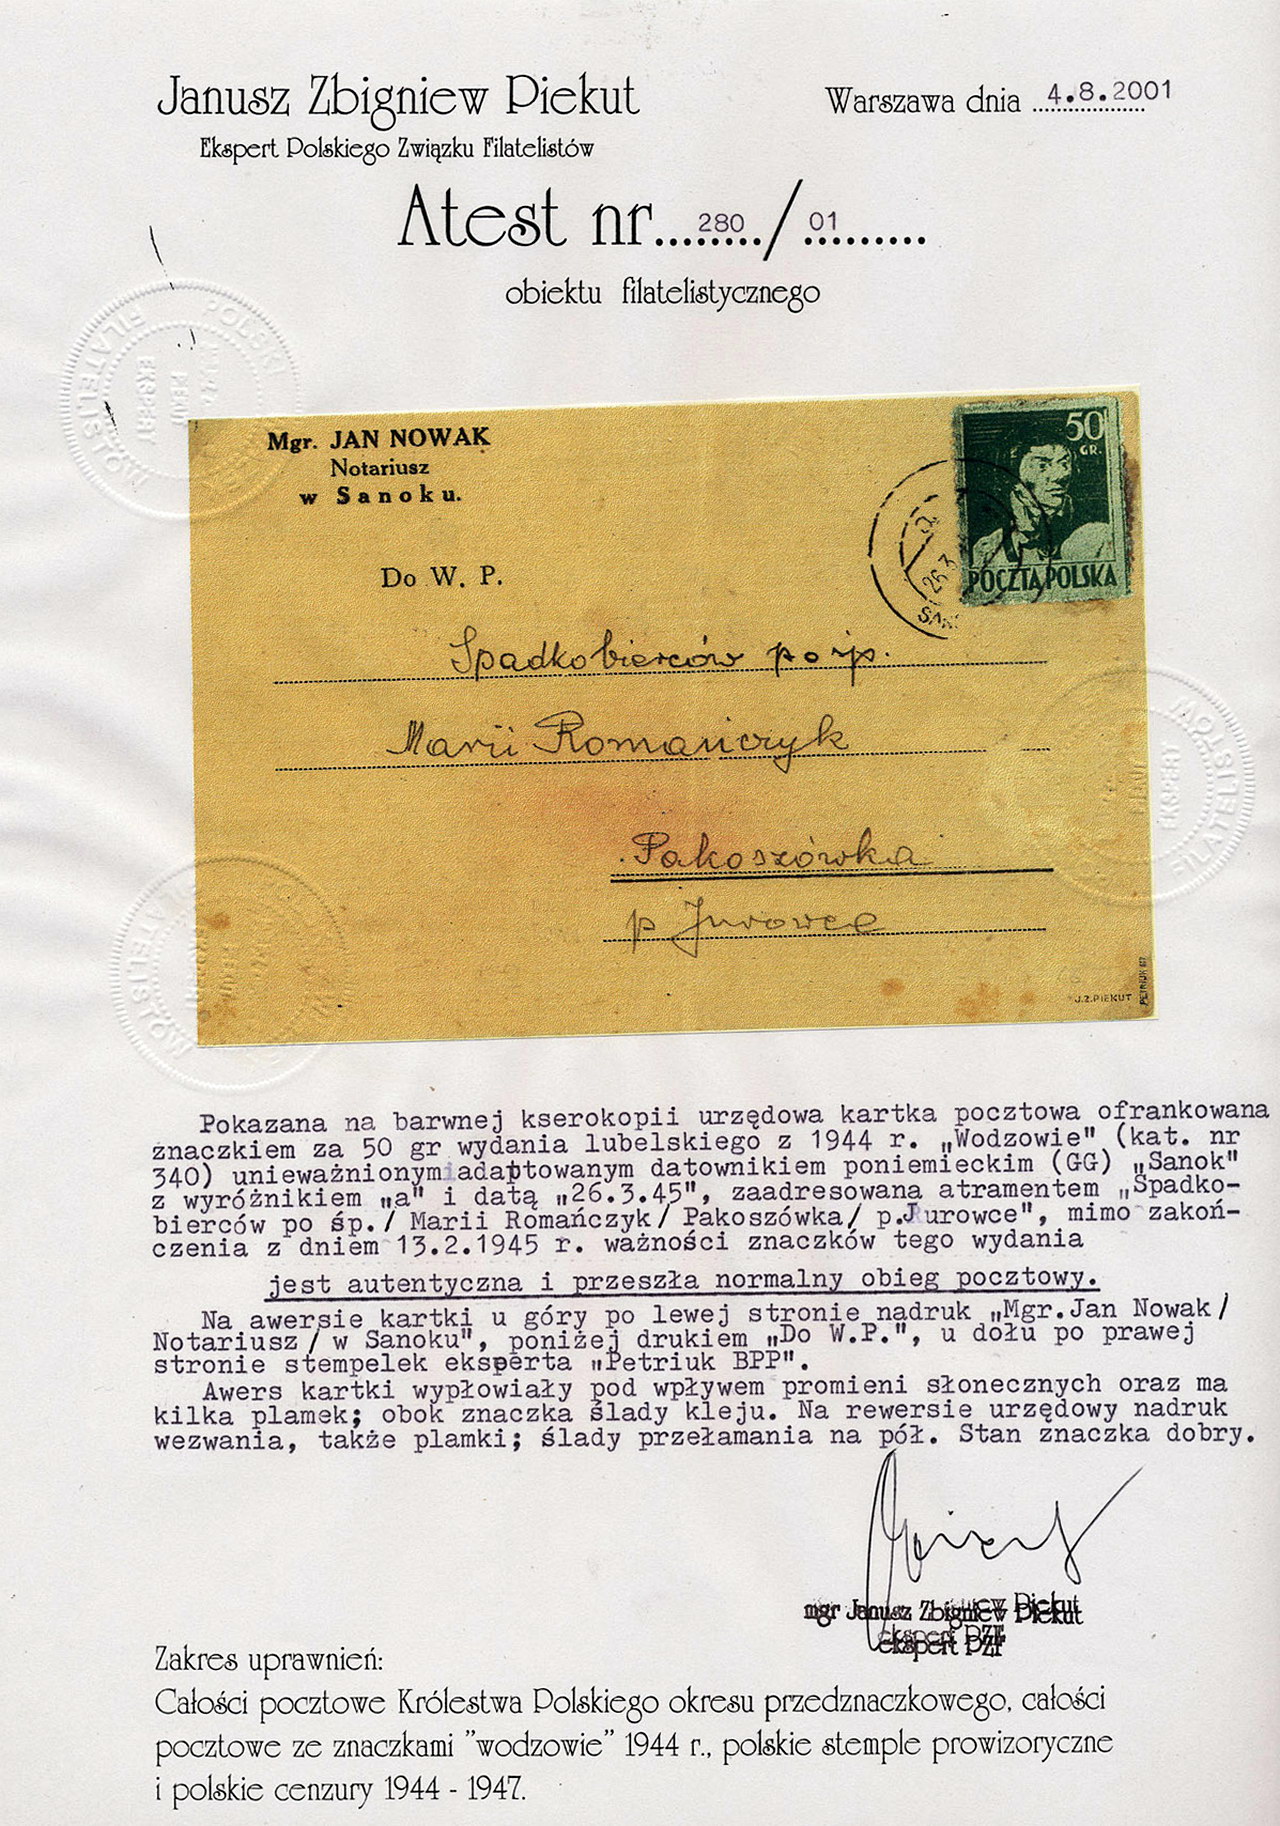 Janusz Zbigniew Piekut
Warszawa dnia 4.8.2001
Ekspert Polskiego Związku Filatelistów
Atest nr 280 / 01
obiektu filatelistycznego
POLSKI
FILATELISTÓW
EKSPERT
Mgr. JAN NOWAK
Notariusz
w Sanoku.
50
GR.
POCZTA POLSKA
26.3
SAN
Do W. P.
Spadkobierców po śp.
Marii Romańczyk
Pakoszówka
p Jurowce
J.Z.PIEKUT
Pokazana na barwnej kserokopii urzędowa kartka pocztowa ofrankowana
znaczkiem za 50 gr wydania lubelskiego z 1944 r. „Wodzowie" (kat. nr
340) unieważnionym adaptowanym datownikiem poniemieckim (GG) „Sanok"
z wyróżnikiem „a" i datą „26.3.45", zaadresowana atramentem „Spadko-
bierców po śp./ Marii Romańczyk/ Pakoszówka/ p.Jurowce", mimo zakoń-
czenia z dniem 13.2.1945 r. ważności znaczków tego wydania
jest autentyczna i przeszła normalny obieg pocztowy.
Na awersie kartki u góry po lewej stronie nadruk „Mgr.Jan Nowak/
Notariusz/ w Sanoku", poniżej drukiem „Do W.P.", u dołu po prawej
stronie stempelek eksperta „Petriuk BPP".
Awers kartki wypłowiały pod wpływem promieni słonecznych oraz ma
kilka plamek; obok znaczka ślady kleju. Na rewersie urzędowy nadruk
wezwania, także plamki; ślady przełamania na pół. Stan znaczka dobry.
mgr Janusz Zbigniew Piekut
ekspert PZF
Zakres uprawnień:
Całości pocztowe Królestwa Polskiego okresu przedznaczkowego, całości
pocztowe ze znaczkami "wodzowie" 1944 r., polskie stemple prowizoryczne
i polskie cenzury 1944 - 1947.